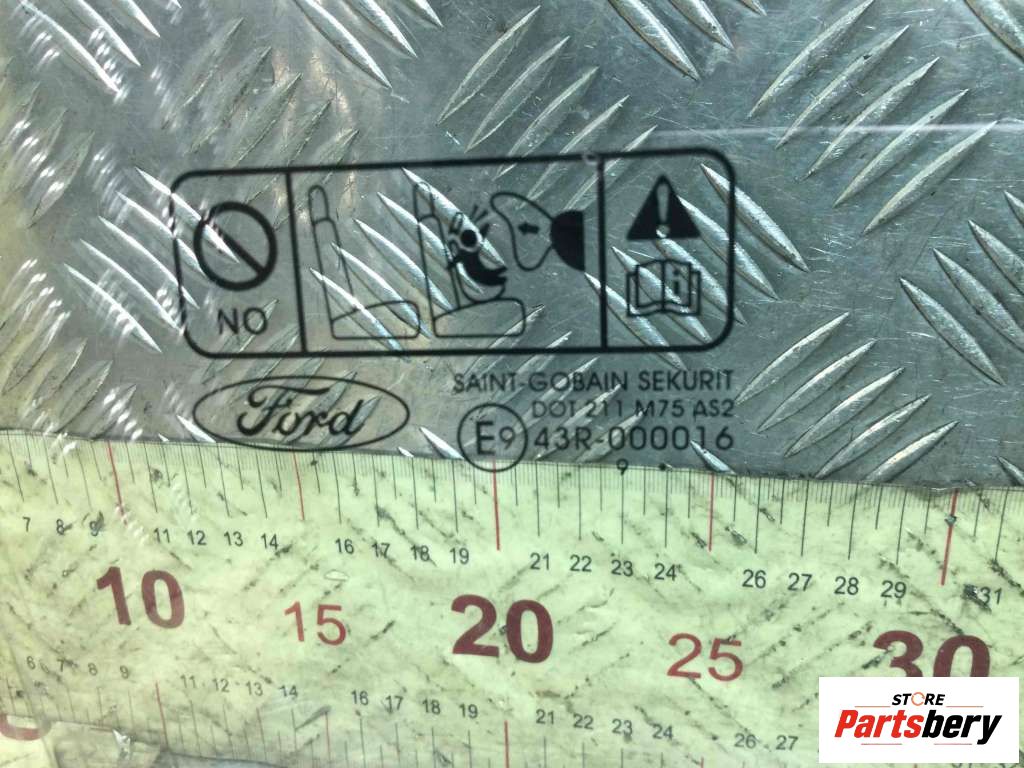 NO
i
Ford
SAINT-GOBAIN SEKURIT
DOT 211 M75 AS2
E9 43R-000016
9
7 8 9 11 12 13 14 16 17 18 19 21 22 23 24 26 27 28 29 31
10 15 20 25 30
6 7 8 9 11 12 13 14 16 17 18 19 21 22 23 24 26 27
STORE
Partsbery